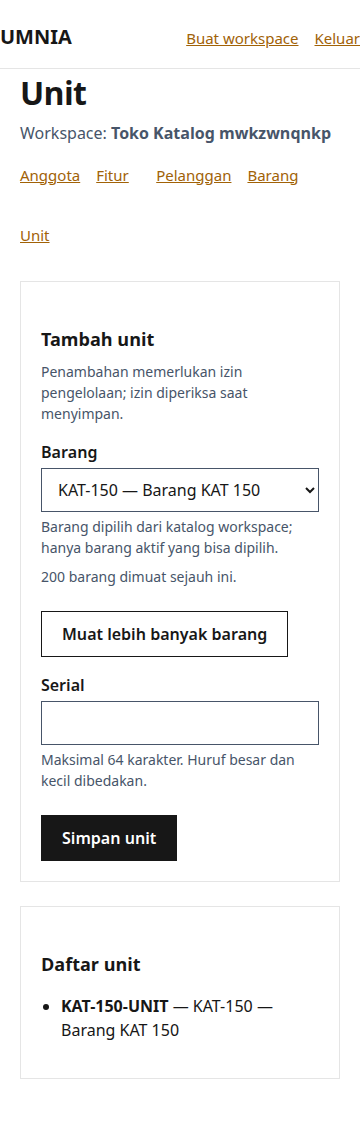 UMNIA
Buat workspace Keluar
Unit
Workspace: Toko Katalog mwkzwnqnkp
Anggota Fitur Pelanggan Barang
Unit
Tambah unit
Penambahan memerlukan izin
pengelolaan; izin diperiksa saat
menyimpan.
Barang
KAT-150 — Barang KAT 150
Barang dipilih dari katalog workspace;
hanya barang aktif yang bisa dipilih.
200 barang dimuat sejauh ini.
Muat lebih banyak barang
Serial
Maksimal 64 karakter. Huruf besar dan
kecil dibedakan.
Simpan unit
Daftar unit
• KAT-150-UNIT — KAT-150 —
Barang KAT 150